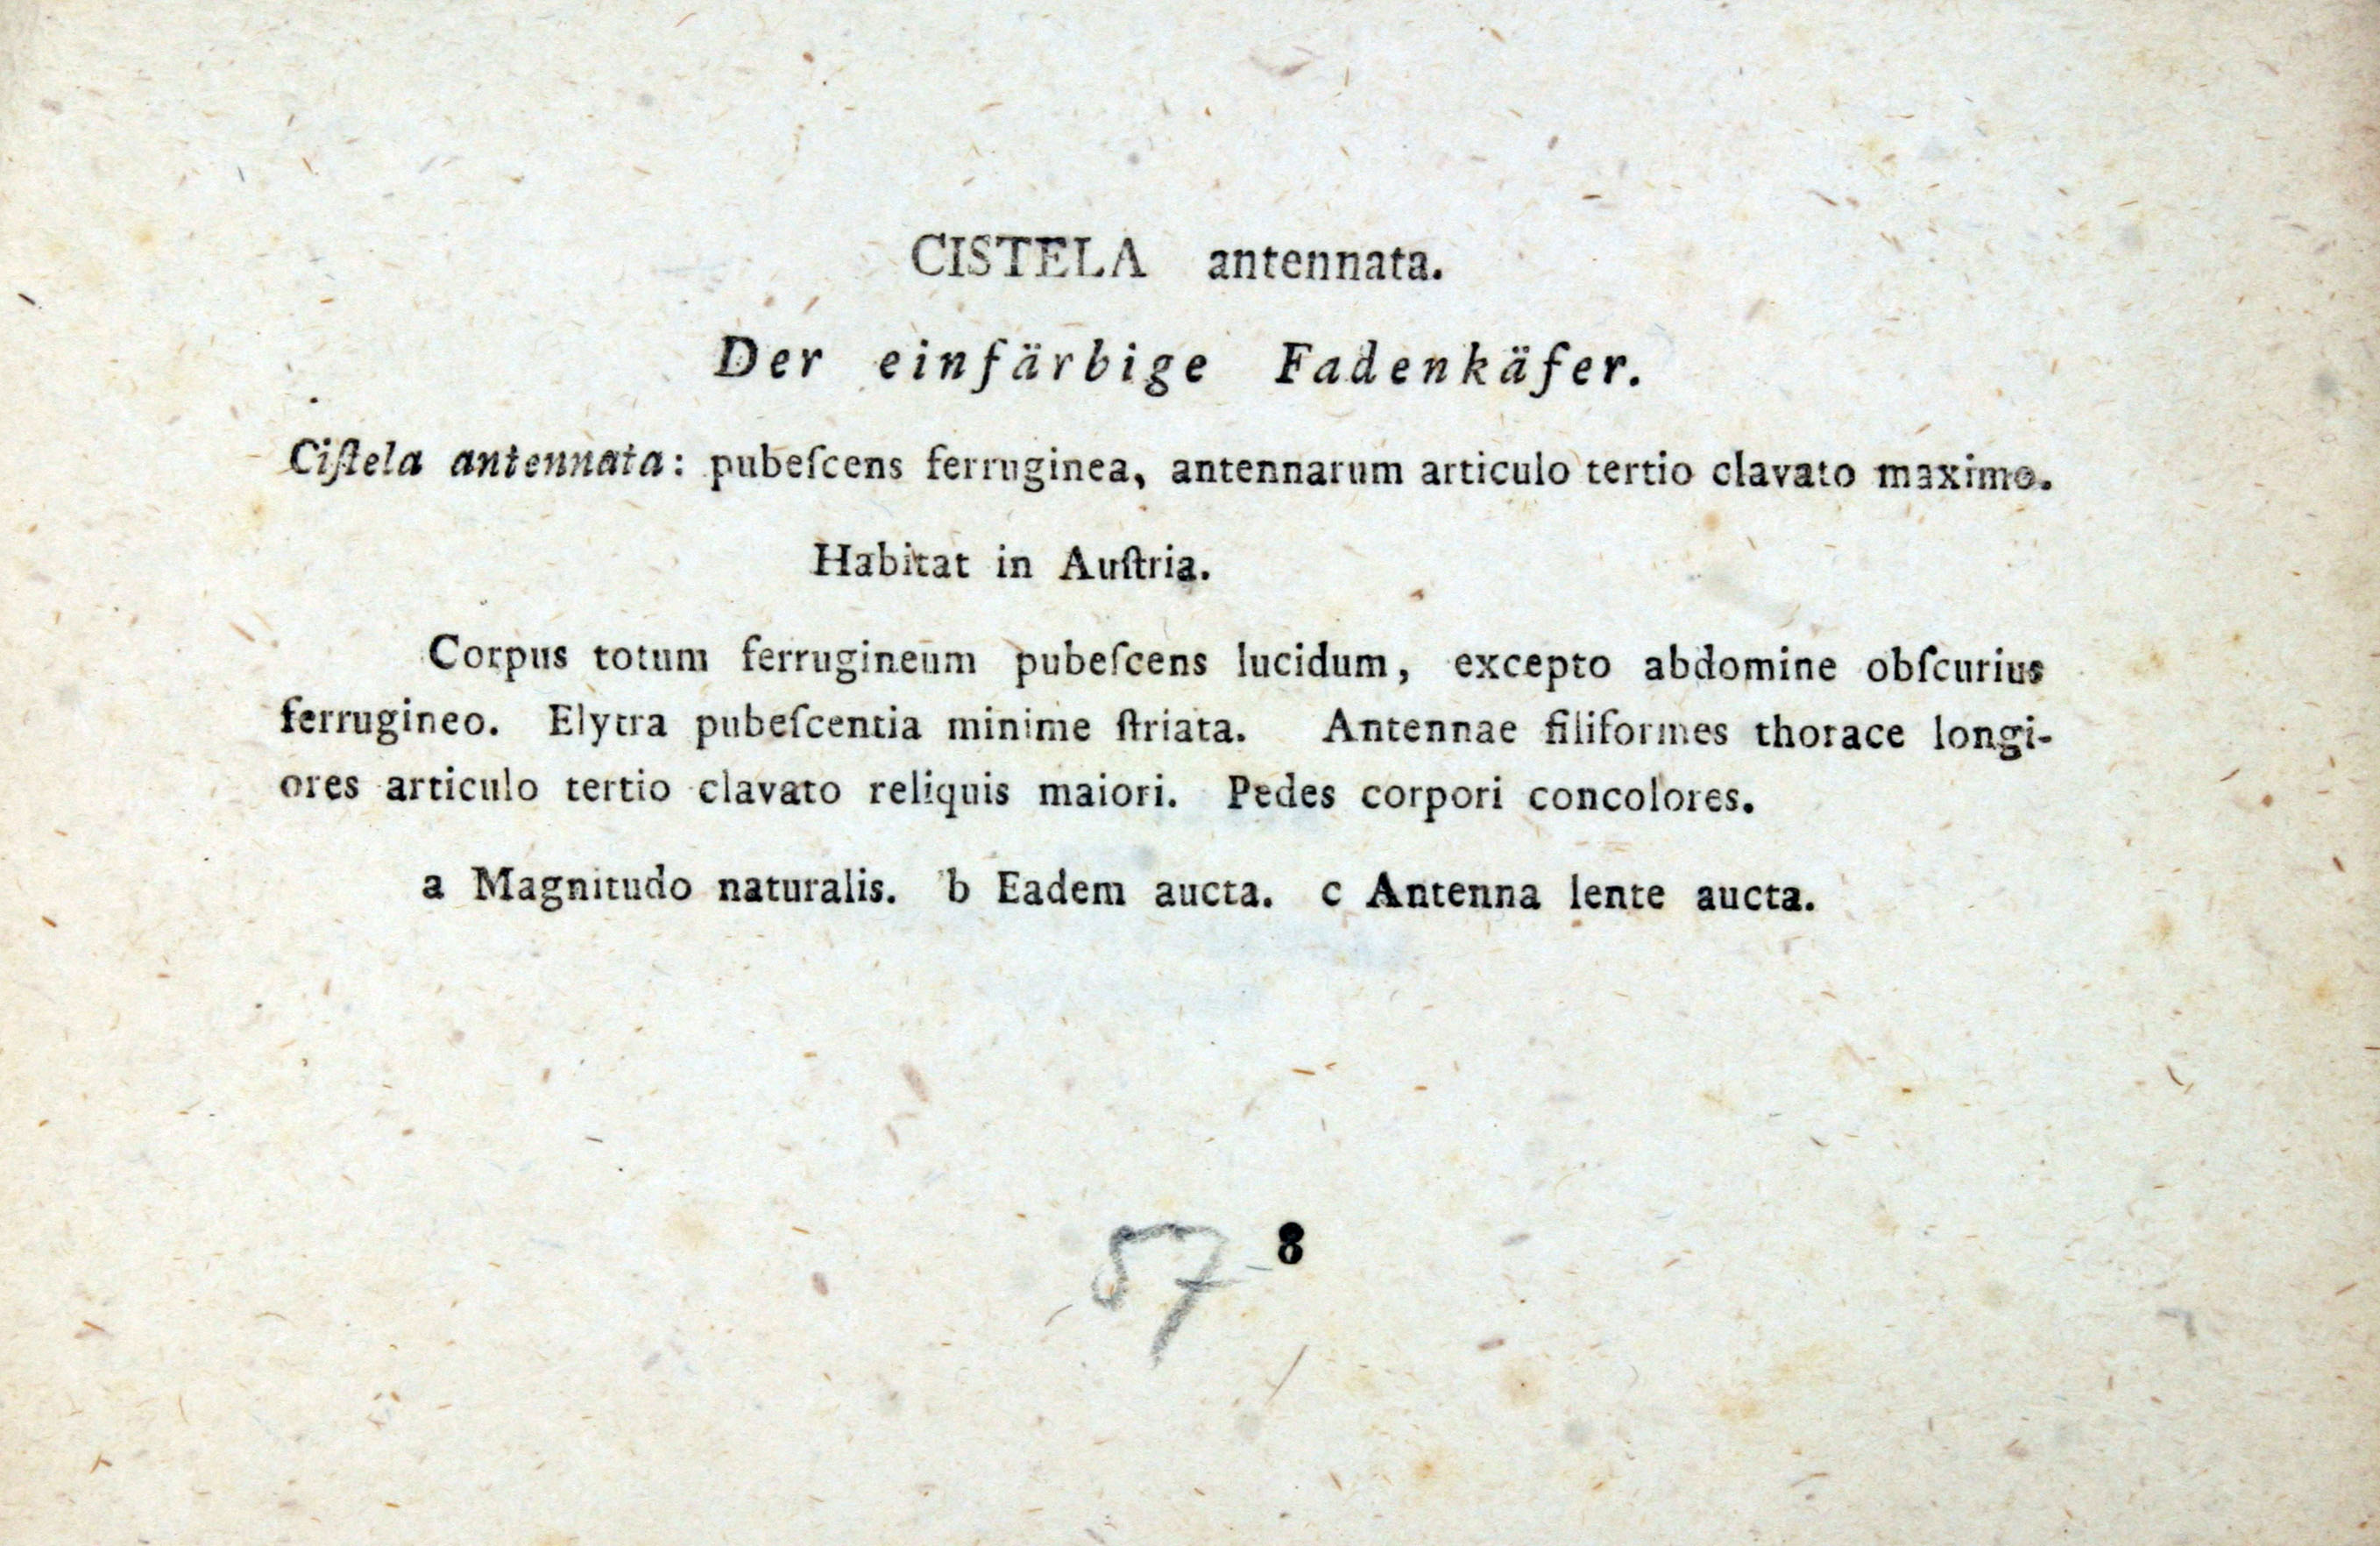 CISTELA antennata.
Der einfärbige Fadenkäfer.
Ciſtela antennata: pubeſcens ferruginea, antennarum articulo tertio clavato maximo.
Habitat in Auſtria.
Corpus totum ferrugineum pubeſcens lucidum, excepto abdomine obſcurius
ferrugineo. Elytra pubeſcentia minime ſtriata. Antennae filiformes thorace longi-
ores articulo tertio clavato reliquis maiori. Pedes corpori concolores.
a Magnitudo naturalis. b Eadem aucta. c Antenna lente aucta.
57 8